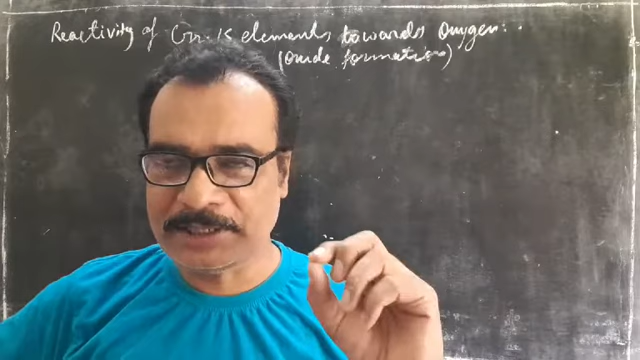 Reactivity of Gr. 15 elements towards Oxygen:
(Oxide formation)